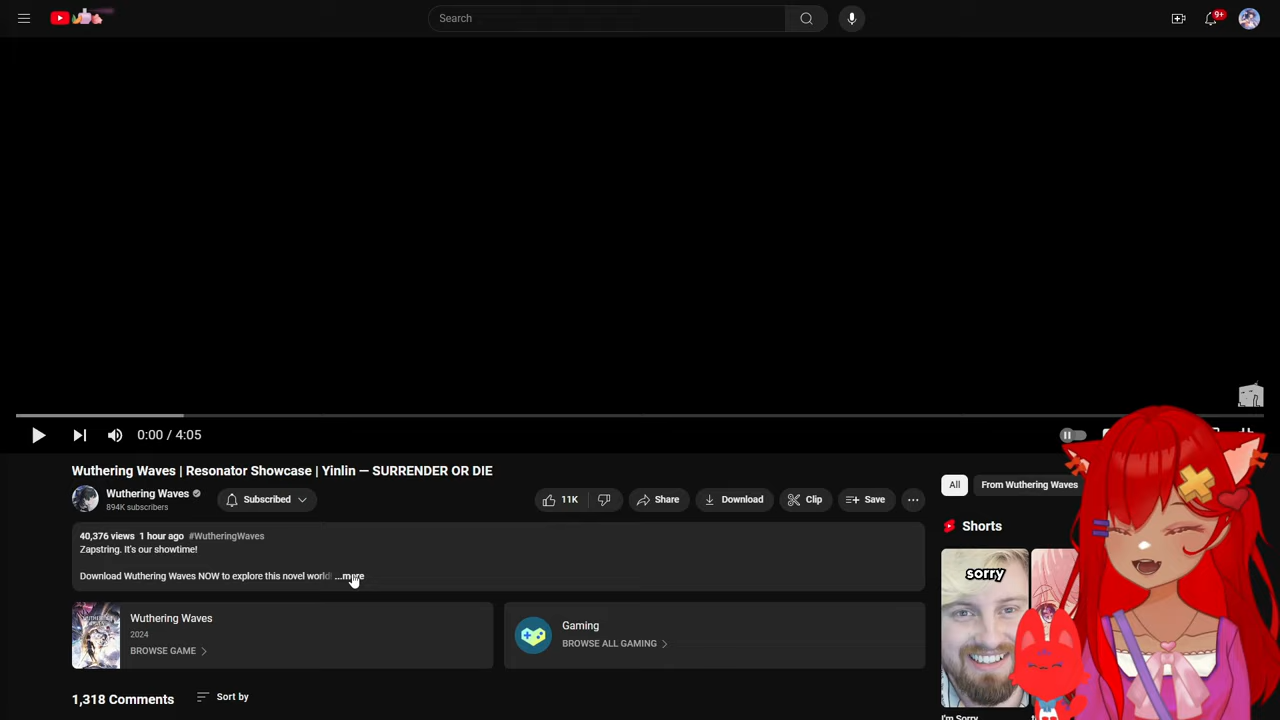 Search
9+
0:00 / 4:05
Wuthering Waves | Resonator Showcase | Yinlin — SURRENDER OR DIE
Wuthering Waves
894K subscribers
Subscribed
11K
Share
Download
Clip
Save
All
From Wuthering Waves
40,376 views 1 hour ago #WutheringWaves
Zapstring. It's our showtime!
Download Wuthering Waves NOW to explore this novel world! ...more
Shorts
sorry
Wuthering Waves
2024
BROWSE GAME
Gaming
BROWSE ALL GAMING
1,318 Comments
Sort by
I'm Sorry